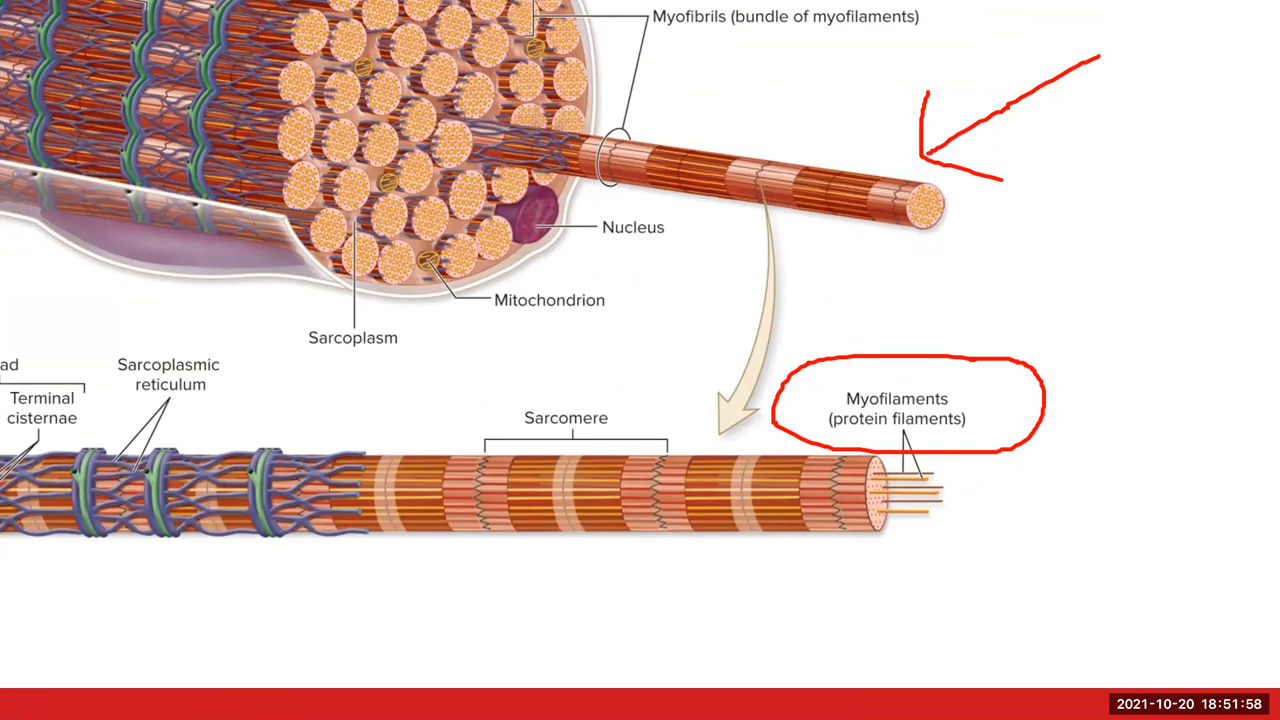 Myofibrils (bundle of myofilaments)
Nucleus
Mitochondrion
Sarcoplasm
ad
Sarcoplasmic
reticulum
Terminal
cisternae
Sarcomere
Myofilaments
(protein filaments)
2021-10-20 18:51:58